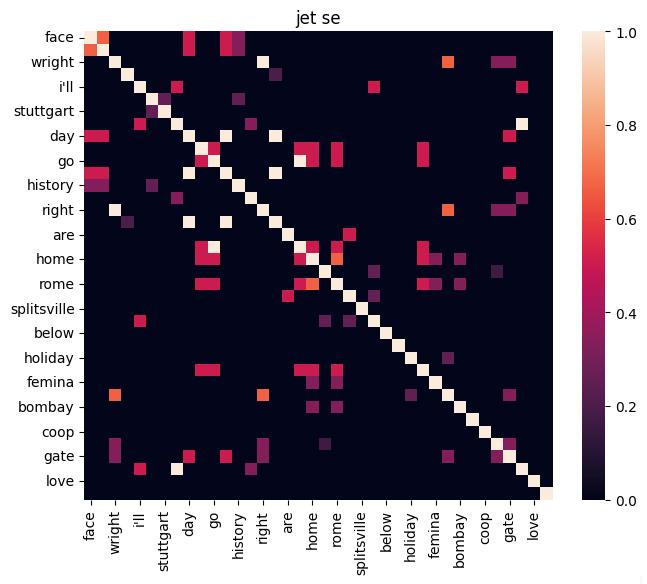 jet se
face
wright
i'll
stuttgart
day
go
history
right
are
home
rome
splitsville
below
holiday
femina
bombay
coop
gate
love
face
wright
i'll
stuttgart
day
go
history
right
are
home
rome
splitsville
below
holiday
femina
bombay
coop
gate
love
1.0
0.8
0.6
0.4
0.2
0.0